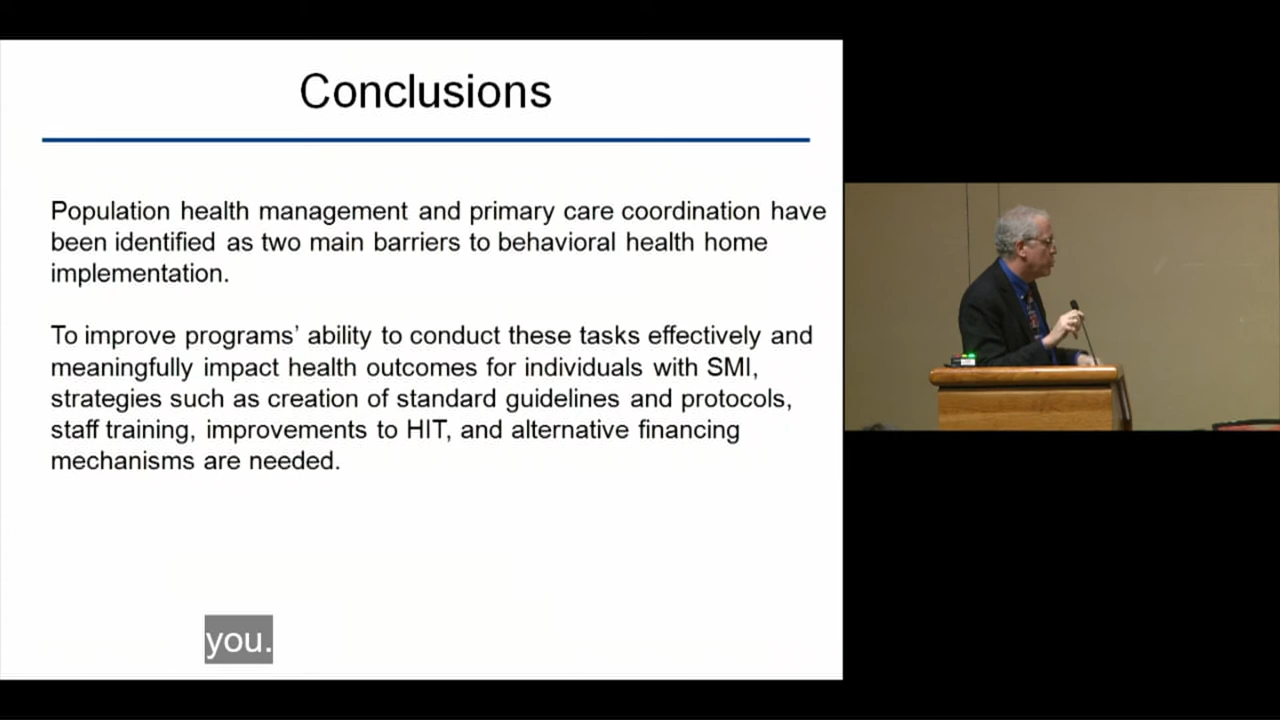 Conclusions
Population health management and primary care coordination have
been identified as two main barriers to behavioral health home
implementation.
To improve programs’ ability to conduct these tasks effectively and
meaningfully impact health outcomes for individuals with SMI,
strategies such as creation of standard guidelines and protocols,
staff training, improvements to HIT, and alternative financing
mechanisms are needed.
you.